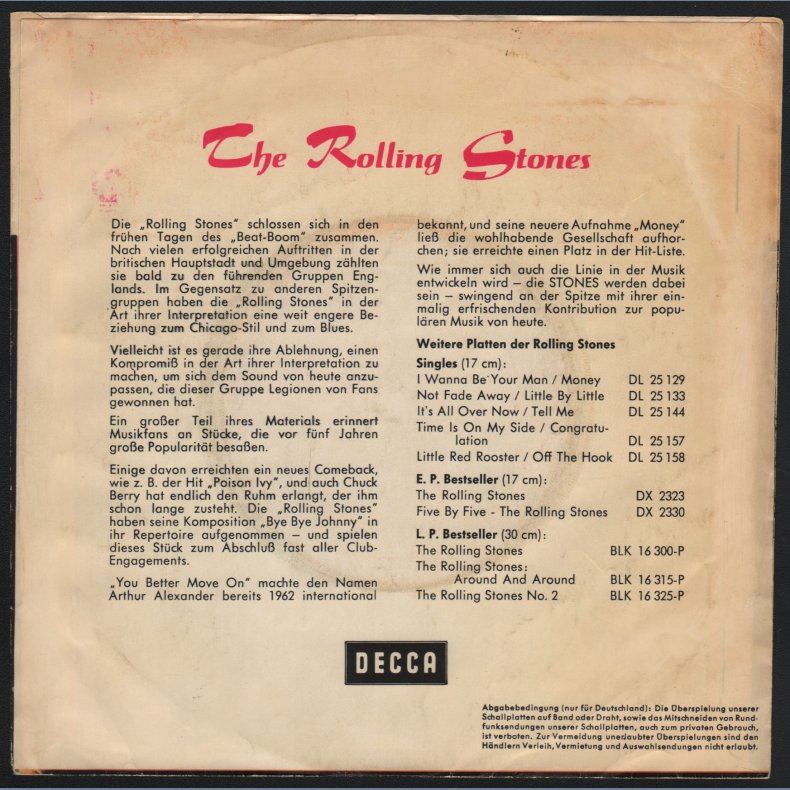 The Rolling Stones
Die „Rolling Stones“ schlossen sich in den
frühen Tagen des „Beat-Boom“ zusammen.
Nach vielen erfolgreichen Auftritten in der
britischen Hauptstadt und Umgebung zählten
sie bald zu den führenden Gruppen Eng-
lands. Im Gegensatz zu anderen Spitzen-
gruppen haben die „Rolling Stones“ in der
Art ihrer Interpretation eine weit engere Be-
ziehung zum Chicago-Stil und zum Blues.
Vielleicht ist es gerade ihre Ablehnung, einen
Kompromiß in der Art ihrer Interpretation zu
machen, um sich dem Sound von heute anzu-
passen, die dieser Gruppe Legionen von Fans
gewonnen hat.
Ein großer Teil ihres Materials erinnert
Musikfans an Stücke, die vor fünf Jahren
große Popularität besaßen.
Einige davon erreichten ein neues Comeback,
wie z. B. der Hit „Poison Ivy“, und auch Chuck
Berry hat endlich den Ruhm erlangt, der ihm
schon lange zusteht. Die „Rolling Stones“
haben seine Komposition „Bye Bye Johnny“ in
ihr Repertoire aufgenommen – und spielen
dieses Stück zum Abschluß fast aller Club-
Engagements.
„You Better Move On“ machte den Namen
Arthur Alexander bereits 1962 international
bekannt, und seine neuere Aufnahme „Money“
ließ die wohlhabende Gesellschaft aufhor-
chen; sie erreichte einen Platz in der Hit-Liste.
Wie immer sich auch die Linie in der Musik
entwickeln wird – die STONES werden dabei
sein – swingend an der Spitze mit ihrer ein-
malig erfrischenden Kontribution zur popu-
lären Musik von heute.
Weitere Platten der Rolling Stones
Singles (17 cm):
I Wanna Be Your Man / Money DL 25 129
Not Fade Away / Little By Little DL 25 133
It's All Over Now / Tell Me DL 25 144
Time Is On My Side / Congratu-
lation DL 25 157
Little Red Rooster / Off The Hook DL 25 158
E. P. Bestseller (17 cm):
The Rolling Stones DX 2323
Five By Five - The Rolling Stones DX 2330
L. P. Bestseller (30 cm):
The Rolling Stones BLK 16 300-P
The Rolling Stones:
Around And Around BLK 16 315-P
The Rolling Stones No. 2 BLK 16 325-P
DECCA
Abgabebedingung (nur für Deutschland): Die Überspielung unserer
Schallplatten auf Band oder Draht, sowie das Mitschneiden von Rund-
funksendungen unserer Schallplatten, auch zum privaten Gebrauch,
ist verboten. Zur Vermeidung unerlaubter Überspielungen sind den
Händlern Verleih, Vermietung und Auswahlsendungen nicht erlaubt.